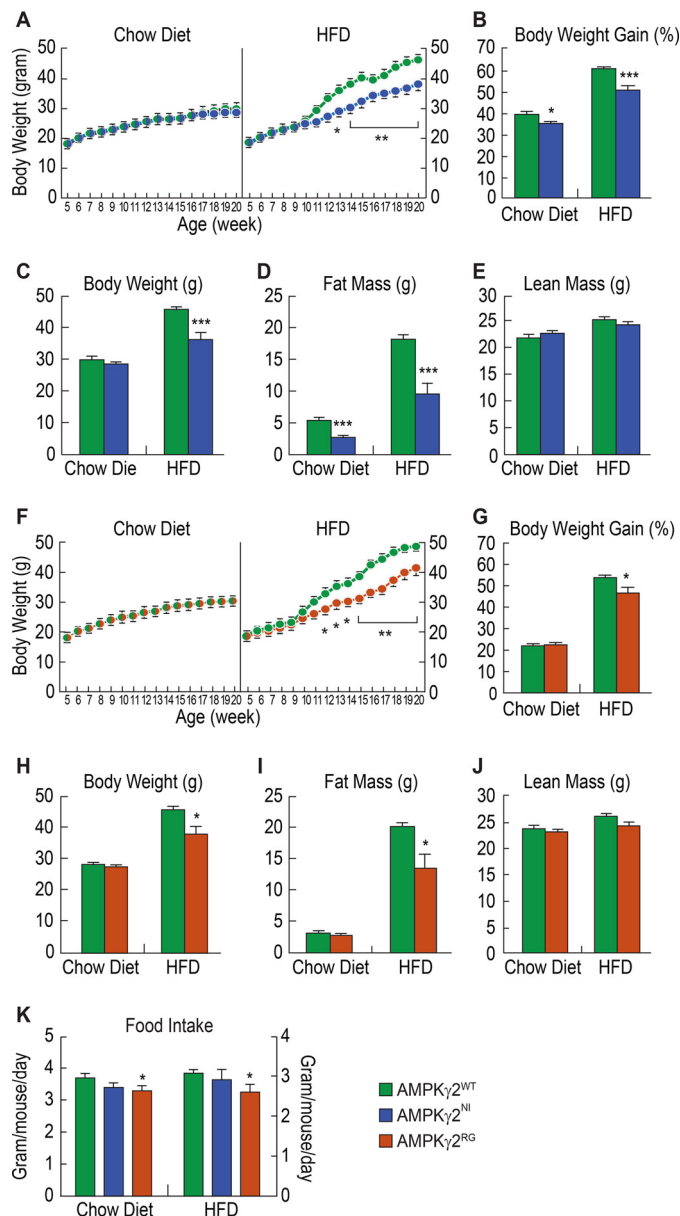 A
Chow Diet
HFD
Body Weight (gram)
50
40
30
20
10
0
50
40
30
20
10
0
*
**
5 6 7 8 9 10 11 12 13 14 15 16 17 18 19 20
5 6 7 8 9 10 11 12 13 14 15 16 17 18 19 20
Age (week)
B
Body Weight Gain (%)
70
60
50
40
30
20
10
0
*
***
Chow Diet HFD
C
Body Weight (g)
50
40
30
20
10
0
***
Chow Die HFD
D
Fat Mass (g)
25
20
15
10
5
0
***
***
Chow Diet HFD
E
Lean Mass (g)
30
25
20
15
10
5
0
Chow Diet HFD
F
Chow Diet
HFD
Body Weight (g)
50
40
30
20
10
0
50
40
30
20
10
0
* * *
**
5 6 7 8 9 10 11 12 13 14 15 16 17 18 19 20
5 6 7 8 9 10 11 12 13 14 15 16 17 18 19 20
Age (week)
G
Body Weight Gain (%)
70
60
50
40
30
20
10
0
*
Chow Diet HFD
H
Body Weight (g)
50
40
30
20
10
0
*
Chow Diet HFD
I
Fat Mass (g)
25
20
15
10
5
0
*
Chow Diet HFD
J
Lean Mass (g)
30
25
20
15
10
5
0
Chow Diet HFD
K
Food Intake
Gram/mouse/day
5
4
3
2
1
0
*
*
4
3
2
1
0
Gram/mouse/day
Chow Diet HFD
AMPKγ2WT
AMPKγ2NI
AMPKγ2RG